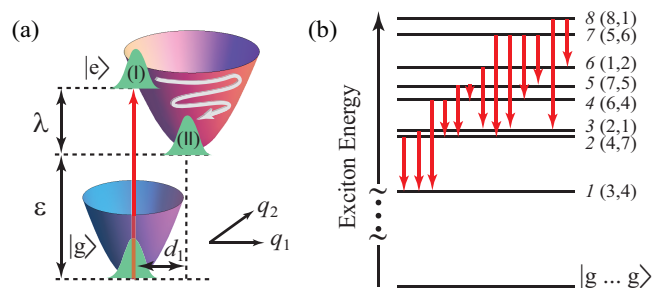 (a)
|e⟩
(I)
λ
(II)
ε
|g⟩
d₁
q₂
q₁
(b)
Exciton Energy
8 (8,1)
7 (5,6)
6 (1,2)
5 (7,5)
4 (6,4)
3 (2,1)
2 (4,7)
1 (3,4)
|g ... g⟩